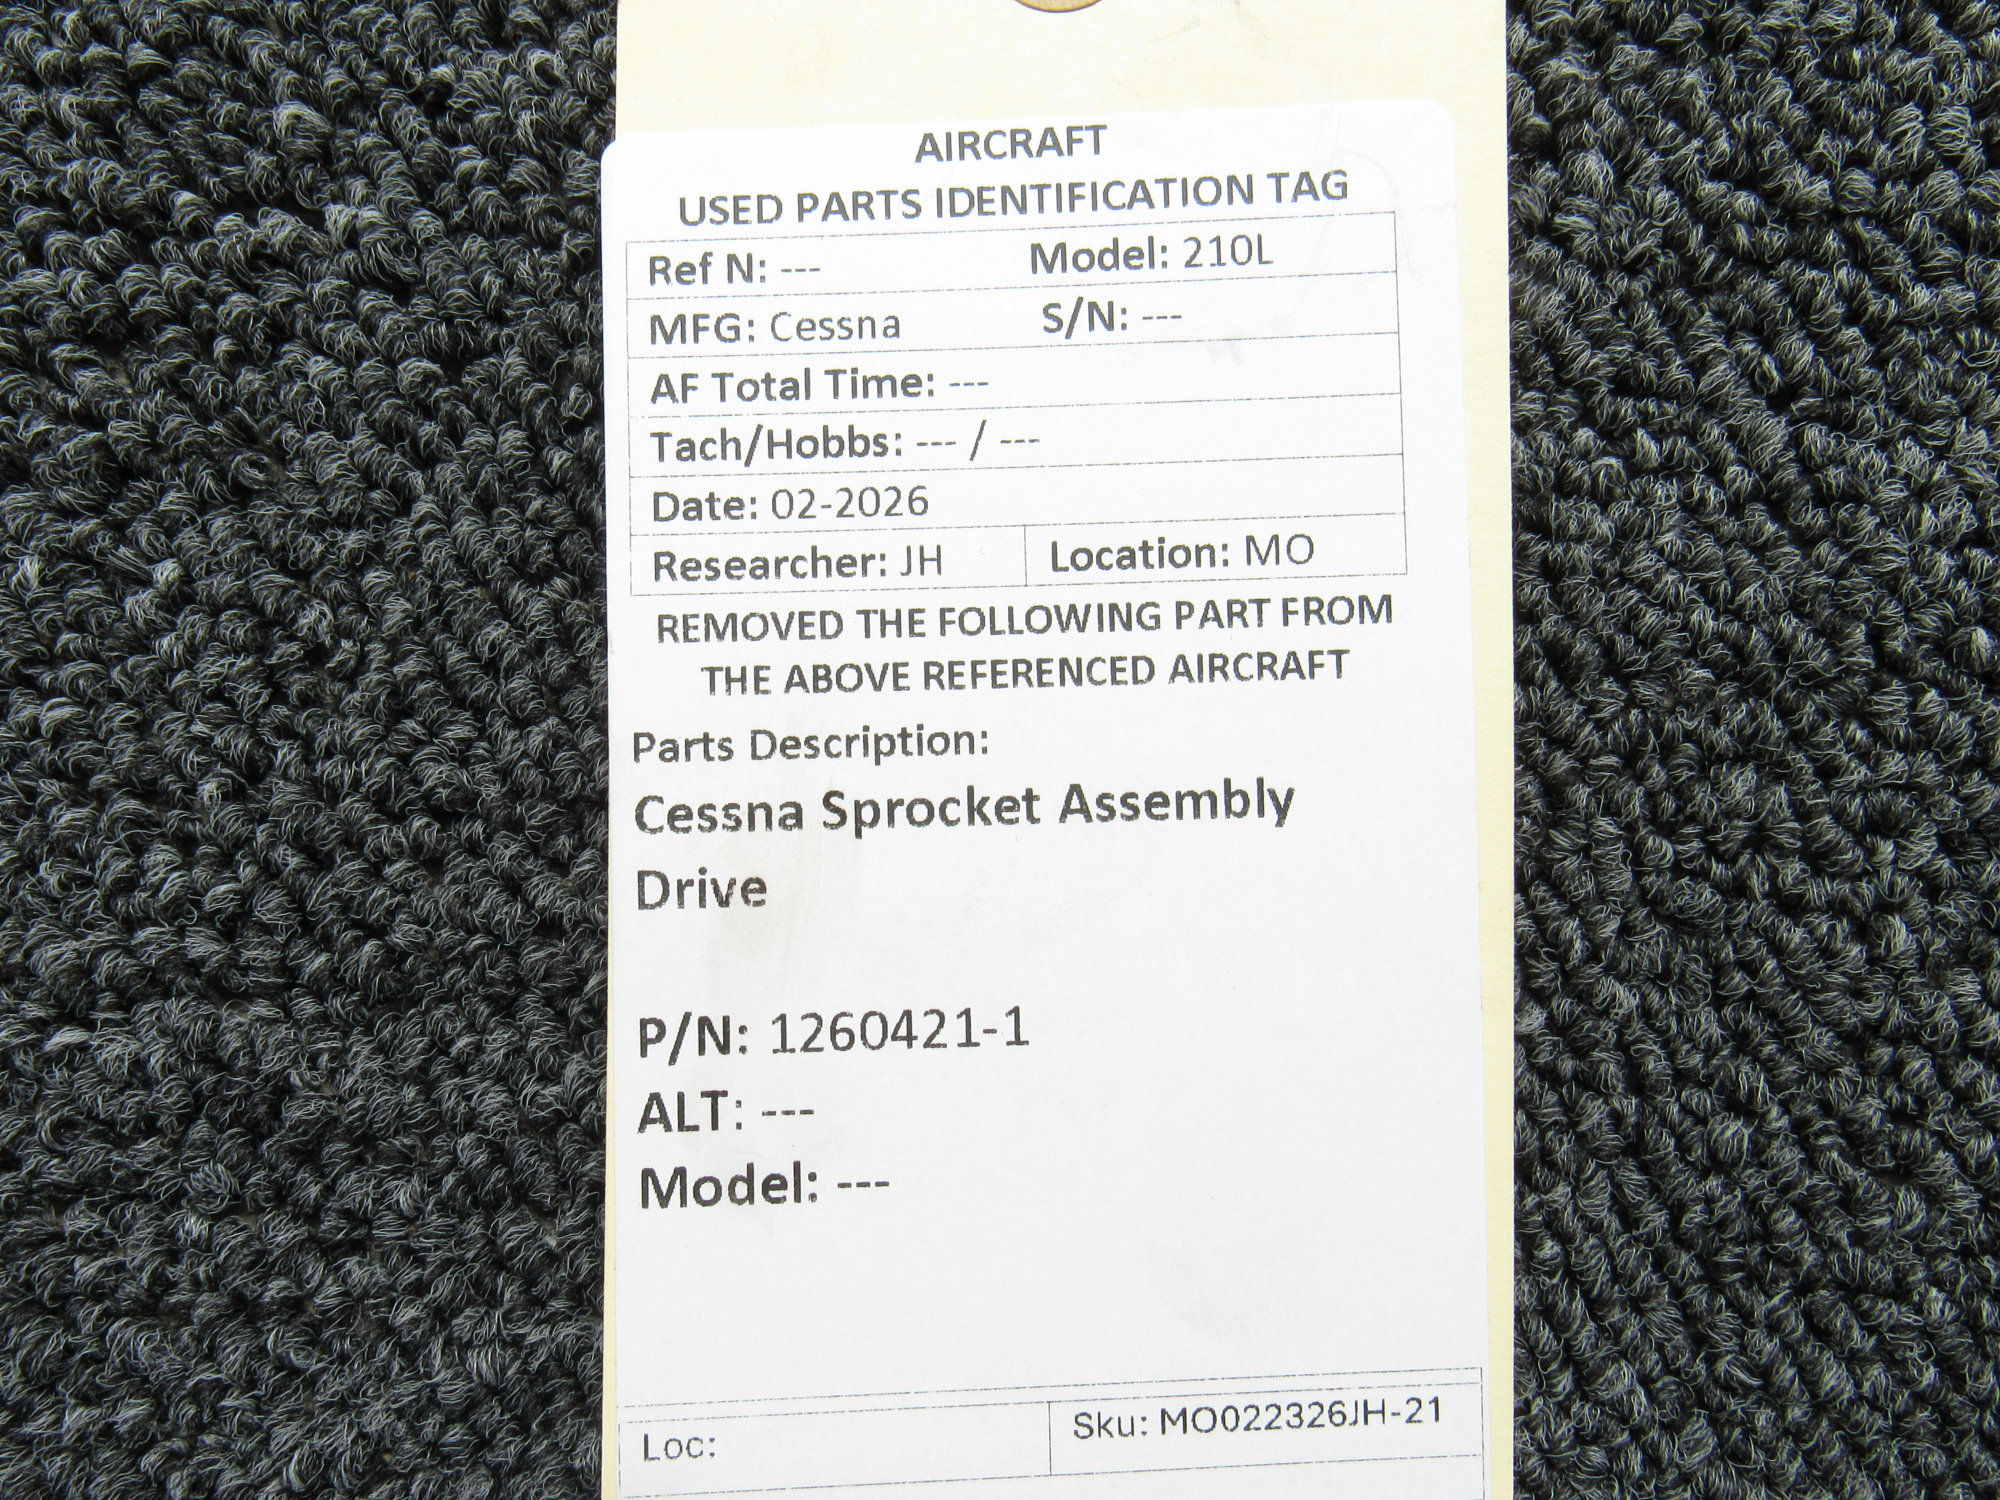 AIRCRAFT
USED PARTS IDENTIFICATION TAG
Ref N: --- Model: 210L
MFG: Cessna S/N: ---
AF Total Time: ---
Tach/Hobbs: --- / ---
Date: 02-2026
Researcher: JH Location: MO
REMOVED THE FOLLOWING PART FROM
THE ABOVE REFERENCED AIRCRAFT
Parts Description:
Cessna Sprocket Assembly
Drive
P/N: 1260421-1
ALT: ---
Model: ---
Loc: Sku: MO022326JH-21